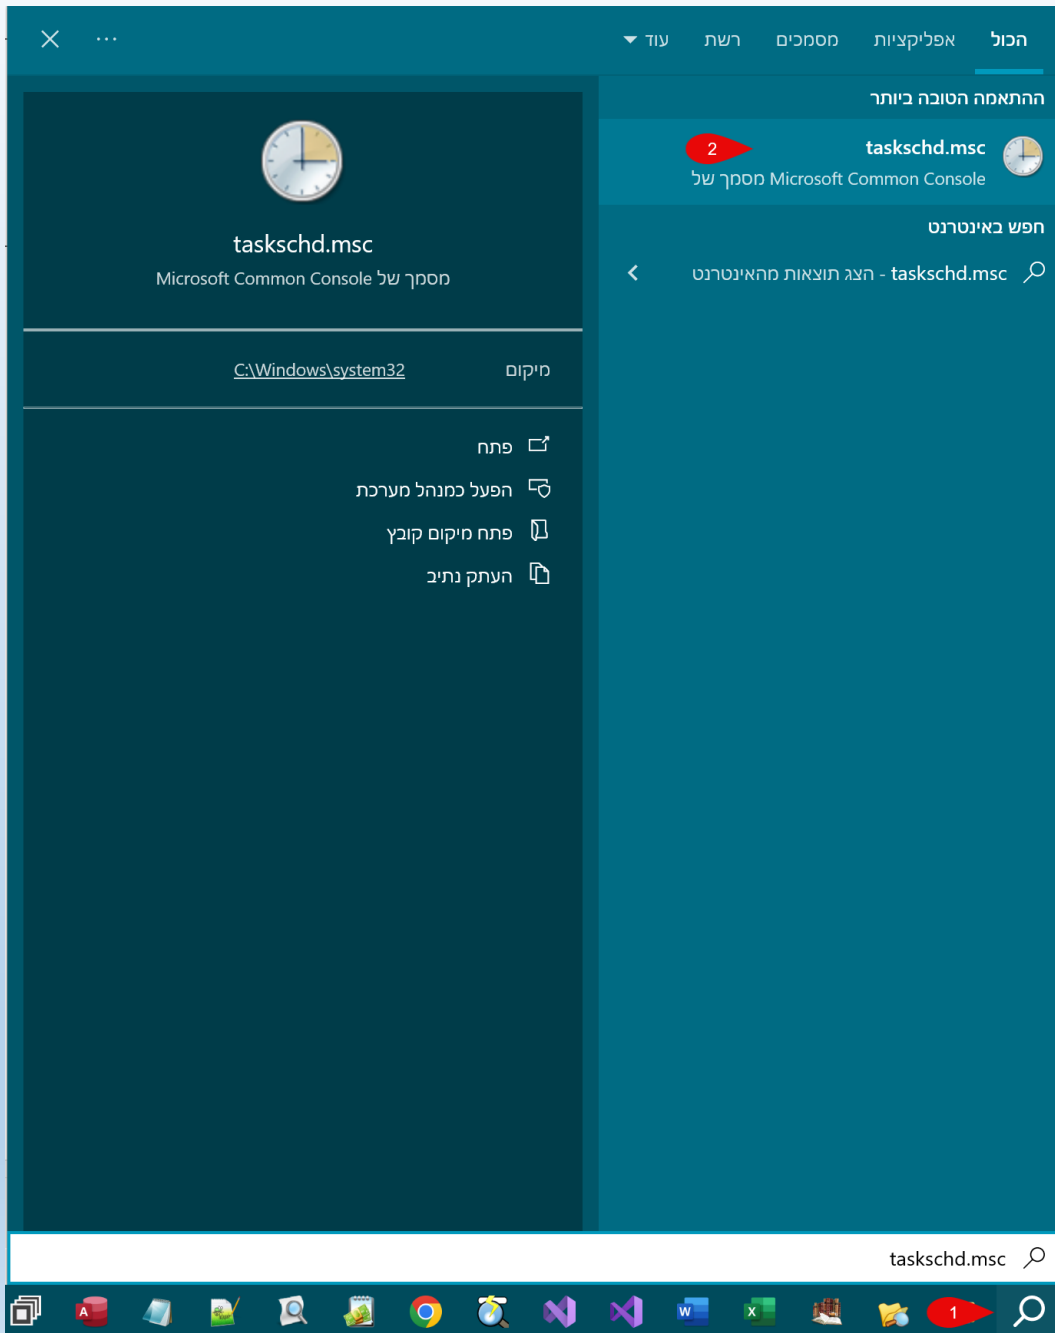 הכול אפליקציות מסמכים רשת עוד ...
ההתאמה הטובה ביותר
taskschd.msc 2
מסמך של Microsoft Common Console
חפש באינטרנט
taskschd.msc - הצג תוצאות מהאינטרנט
taskschd.msc
מסמך של Microsoft Common Console
מיקום C:\Windows\system32
פתח
הפעל כמנהל מערכת
פתח מיקום קובץ
העתק נתיב
taskschd.msc
1